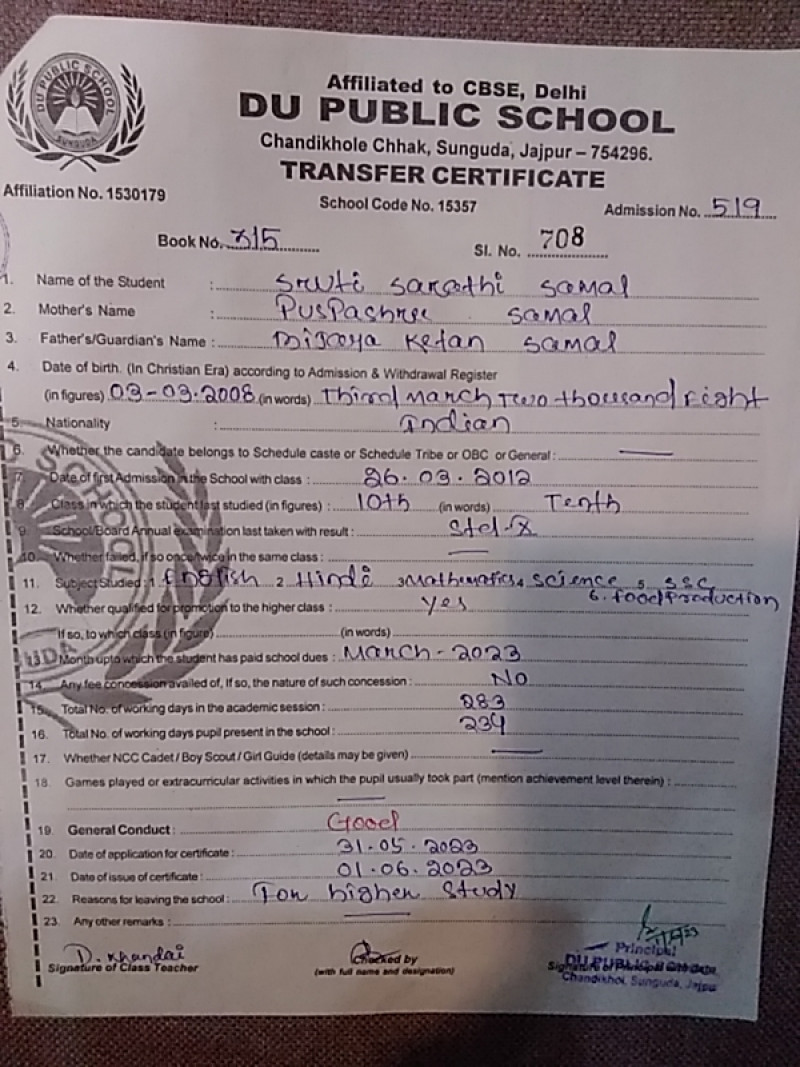 DU PUBLIC SCHOOL
SUNGUDA
Affiliated to CBSE, Delhi
DU PUBLIC SCHOOL
Chandikhole Chhak, Sunguda, Jajpur – 754296.
TRANSFER CERTIFICATE
Affiliation No. 1530179
School Code No. 15357
Admission No. 519
Book No. 315
Sl. No. 708
1. Name of the Student : Sruti Sarathi Samal
2. Mother's Name : Puspashree Samal
3. Father's/Guardian's Name : Bijaya Ketan Samal
4. Date of birth. (In Christian Era) according to Admission & Withdrawal Register
(in figures) 03-03-2008 (in words) Third March Two thousand Eight
5. Nationality : Indian
6. Whether the candidate belongs to Schedule caste or Schedule Tribe or OBC or General : —
7. Date of first Admission in the School with class : 26.03.2012
8. Class in which the student last studied (in figures) : 10th (in words) Tenth
9. School/Board Annual examination last taken with result : Std-X
10. Whether failed, if so once/twice in the same class : —
11. Subject Studied : 1 English 2 Hindi 3 Mathematics 4 Science 5 SSC
6. Food Production
12. Whether qualified for promotion to the higher class : Yes
If so, to which class (in figure) (in words)
13. Month upto which the student has paid school dues : March - 2023
14. Any fee concession availed of, If so, the nature of such concession : No
15. Total No. of working days in the academic session : 283
16. Total No. of working days pupil present in the school : 234
17. Whether NCC Cadet / Boy Scout / Girl Guide (details may be given) —
18. Games played or extracurricular activities in which the pupil usually took part (mention achievement level therein) :
—
19. General Conduct : Good
20. Date of application for certificate : 31.05.2023
21. Date of issue of certificate : 01.06.2023
22. Reasons for leaving the school : For higher Study
23. Any other remarks : —
D. Khandai
Signature of Class Teacher
Checked by
(with full name and designation)
Principal
DU PUBLIC SCHOOL
Signature of Principal with date
Chandikhol, Sunguda, Jajpur